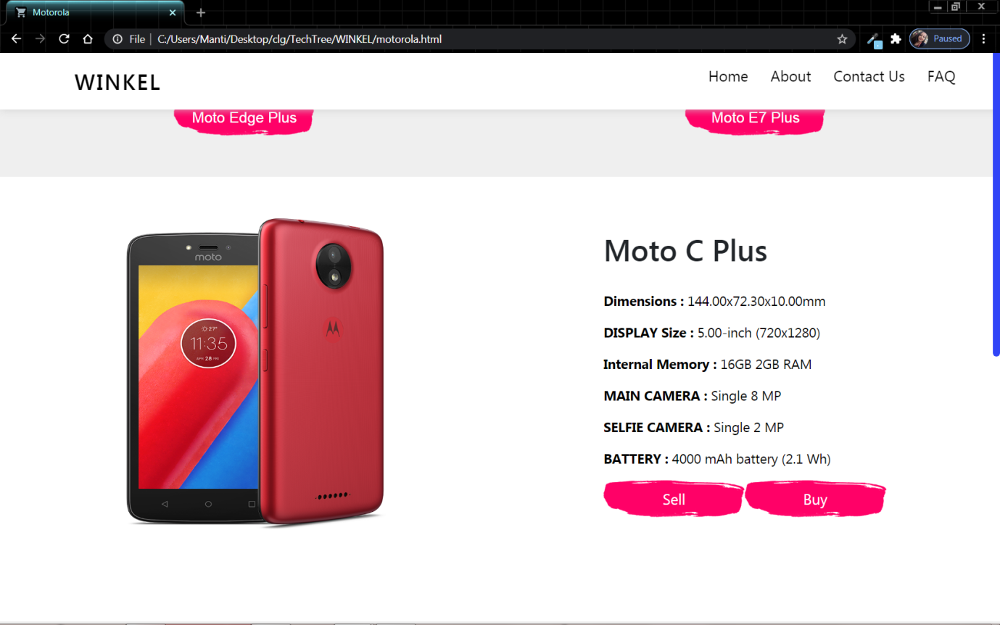 Motorola
File
C:/Users/Manti/Desktop/clg/TechTree/WINKEL/motorola.html
Paused
WINKEL
Home
About
Contact Us
FAQ
Moto Edge Plus
Moto E7 Plus
moto
27°
11:35
APR 28 FRI
Moto C Plus
Dimensions : 144.00x72.30x10.00mm
DISPLAY Size : 5.00-inch (720x1280)
Internal Memory : 16GB 2GB RAM
MAIN CAMERA : Single 8 MP
SELFIE CAMERA : Single 2 MP
BATTERY : 4000 mAh battery (2.1 Wh)
Sell
Buy